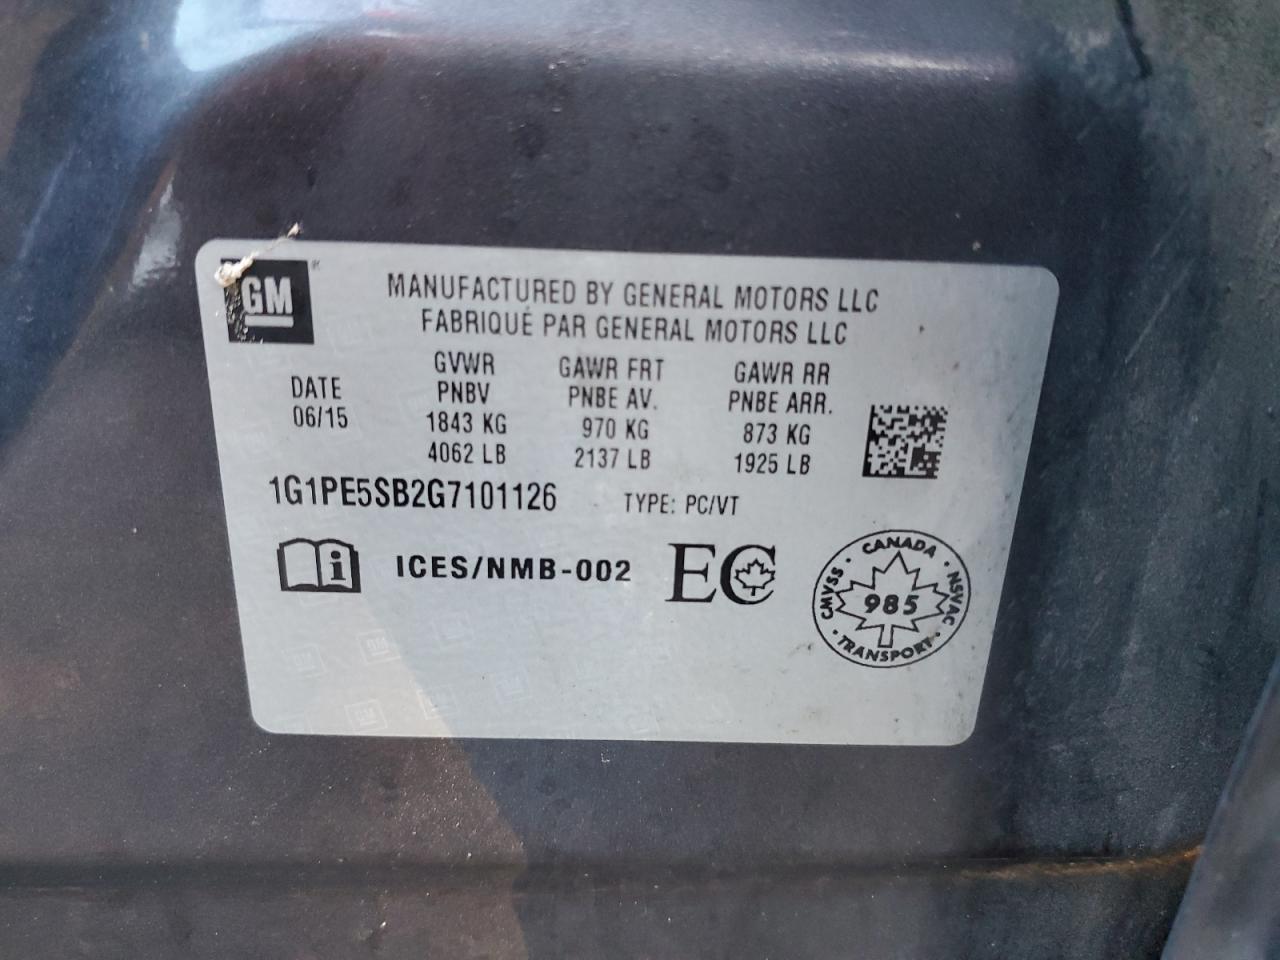 GM
MANUFACTURED BY GENERAL MOTORS LLC
FABRIQUÉ PAR GENERAL MOTORS LLC
DATE
06/15
GVWR
PNBV
1843 KG
4062 LB
GAWR FRT
PNBE AV.
970 KG
2137 LB
GAWR RR
PNBE ARR.
873 KG
1925 LB
1G1PE5SB2G7101126 TYPE: PC/VT
i ICES/NMB-002 EC
CANADA · NSVAC · TRANSPORT · CMVSS ·
985